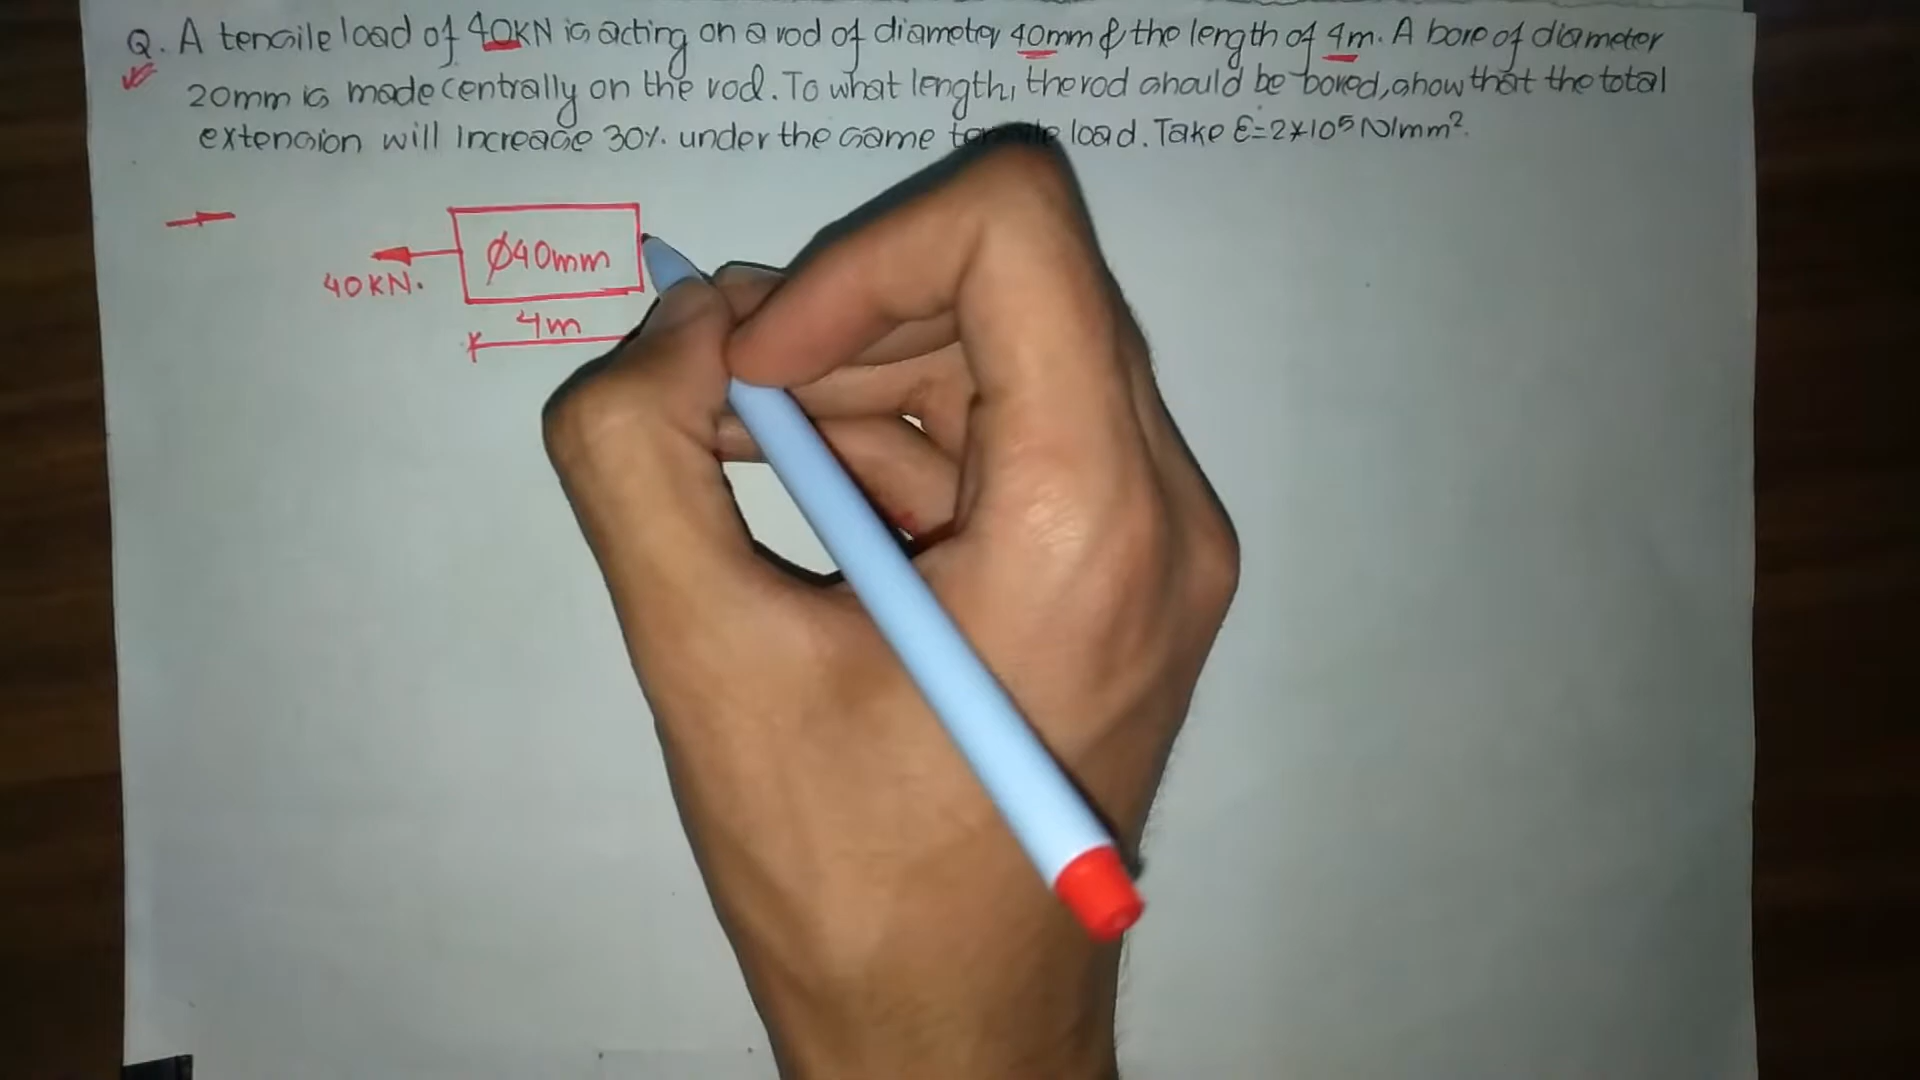 Q. A tensile load of 40KN is acting on a rod of diameter 40mm & the length of 4m. A bore of diameter
20mm is made centrally on the rod. To what length, the rod should be bored, show that the total
extension will increase 30%. under the same tensile load. Take E=2*10⁵ N/mm².
Ø40mm
40KN.
4m